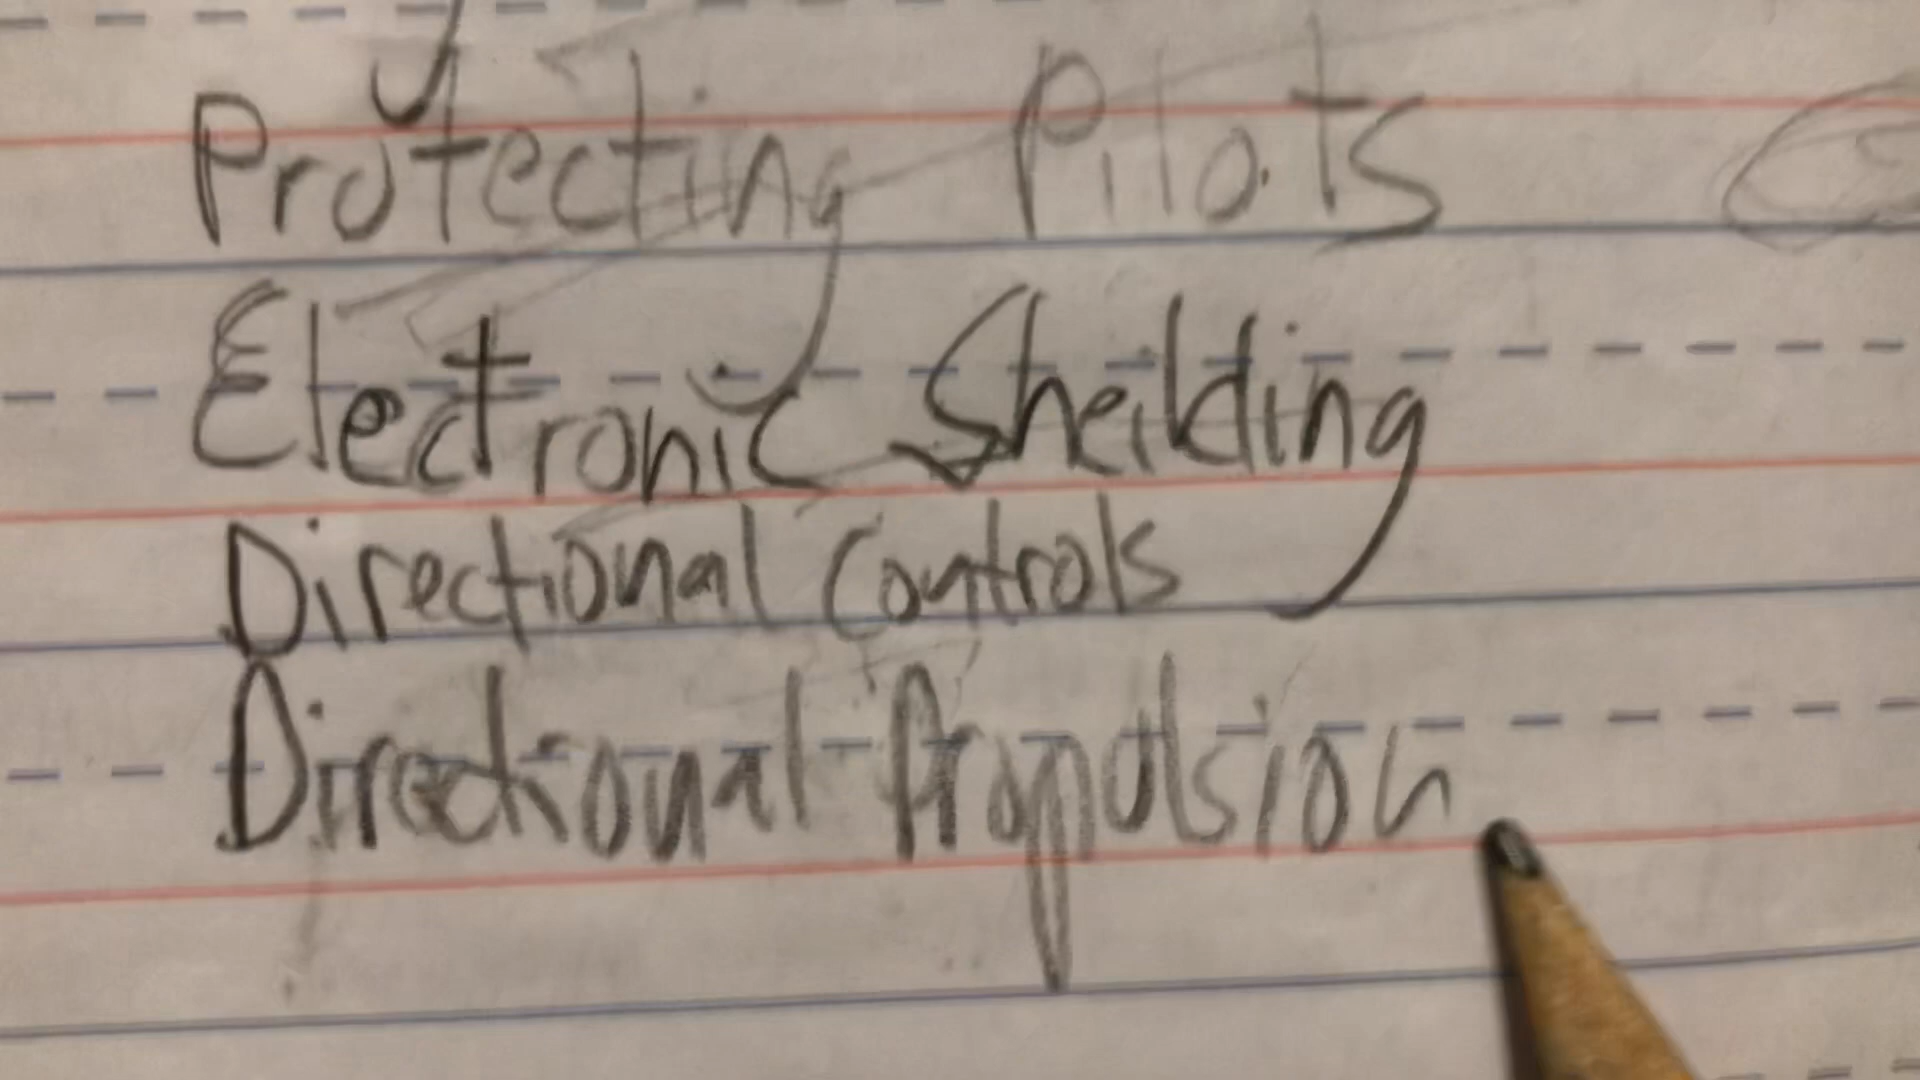 Protecting Pilots
Electronic Sheilding
Directional Controls
Directional Propulsion